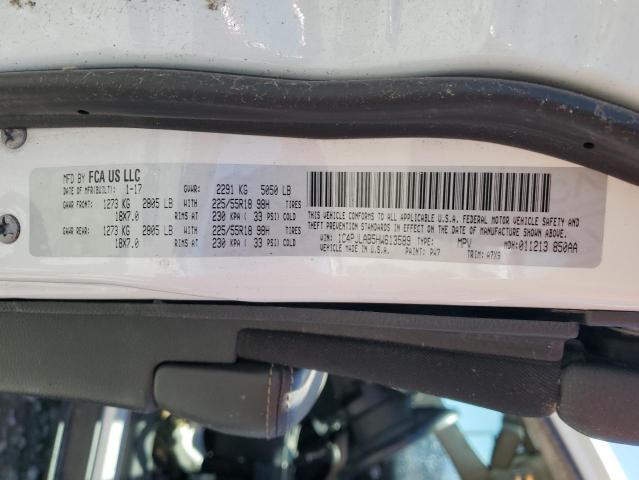 MFD BY FCA US LLC
DATE OF MFR(BUILT): 1-17 GVWR: 2291 KG 5050 LB
GAWR FRONT: 1273 KG 2805 LB WITH 225/55R18 98H TIRES
18X7.0 RIMS AT 230 KPA ( 33 PSI) COLD
GAWR REAR: 1273 KG 2805 LB WITH 225/55R18 98H TIRES
18X7.0 RIMS AT 230 KPA ( 33 PSI) COLD
THIS VEHICLE CONFORMS TO ALL APPLICABLE U.S.A. FEDERAL MOTOR VEHICLE SAFETY AND
THEFT PREVENTION STANDARDS IN EFFECT ON THE DATE OF MANUFACTURE SHOWN ABOVE.
VIN: 1C4PJLAB5HW613589 TYPE: MPV MDH: 011213 850AA
VEHICLE MADE IN U.S.A. PAINT: PW7 TRIM: A7X9